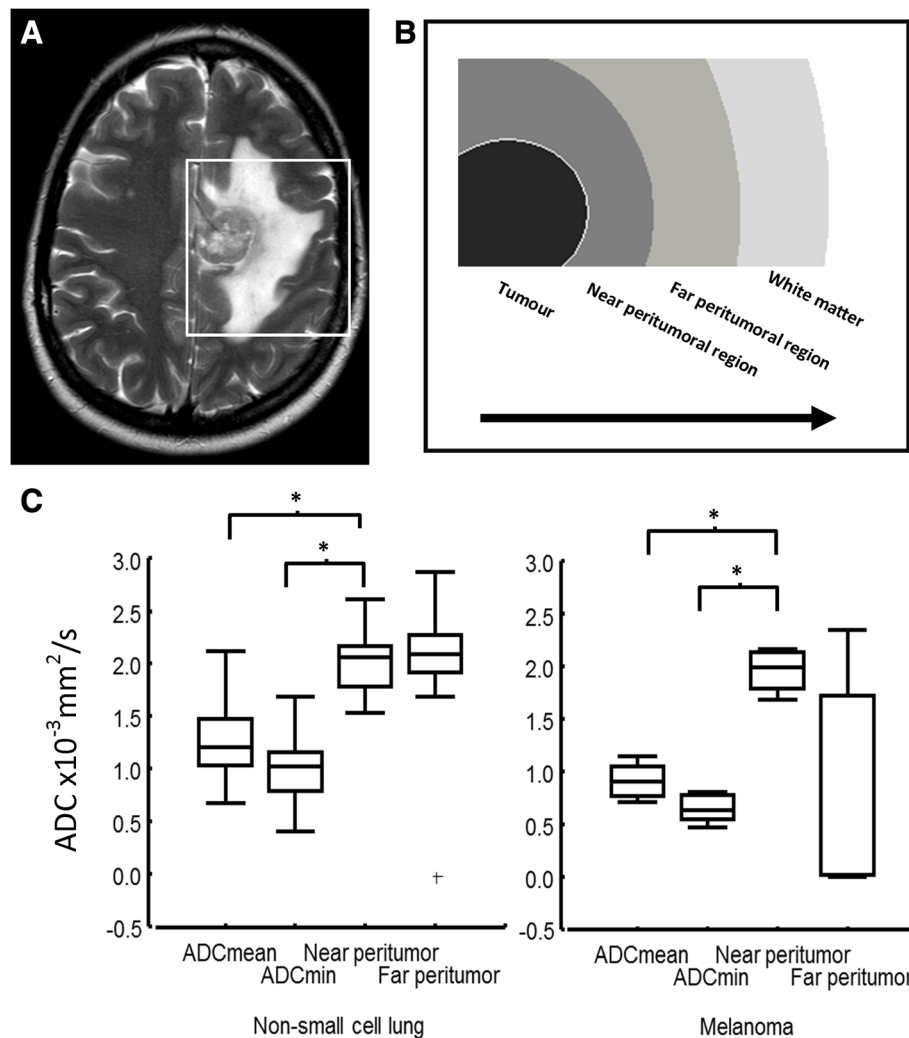 A
B
Tumour
Near peritumoral region
Far peritumoral region
White matter
C
ADC x10-3mm2/s
*
*
3.0
2.5
2.0
1.5
1.0
0.5
0.0
-0.5
ADCmean
ADCmin
Near peritumor
Far peritumor
Non-small cell lung
*
*
3.0
2.5
2.0
1.5
1.0
0.5
0.0
-0.5
ADCmean
ADCmin
Near peritumor
Far peritumor
Melanoma